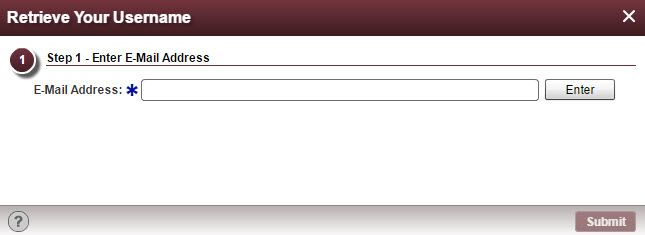 Retrieve Your Username
1 Step 1 - Enter E-Mail Address
E-Mail Address: * Enter
? Submit